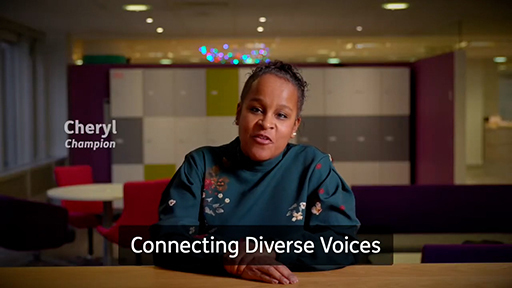 Cheryl
Champion
Connecting Diverse Voices